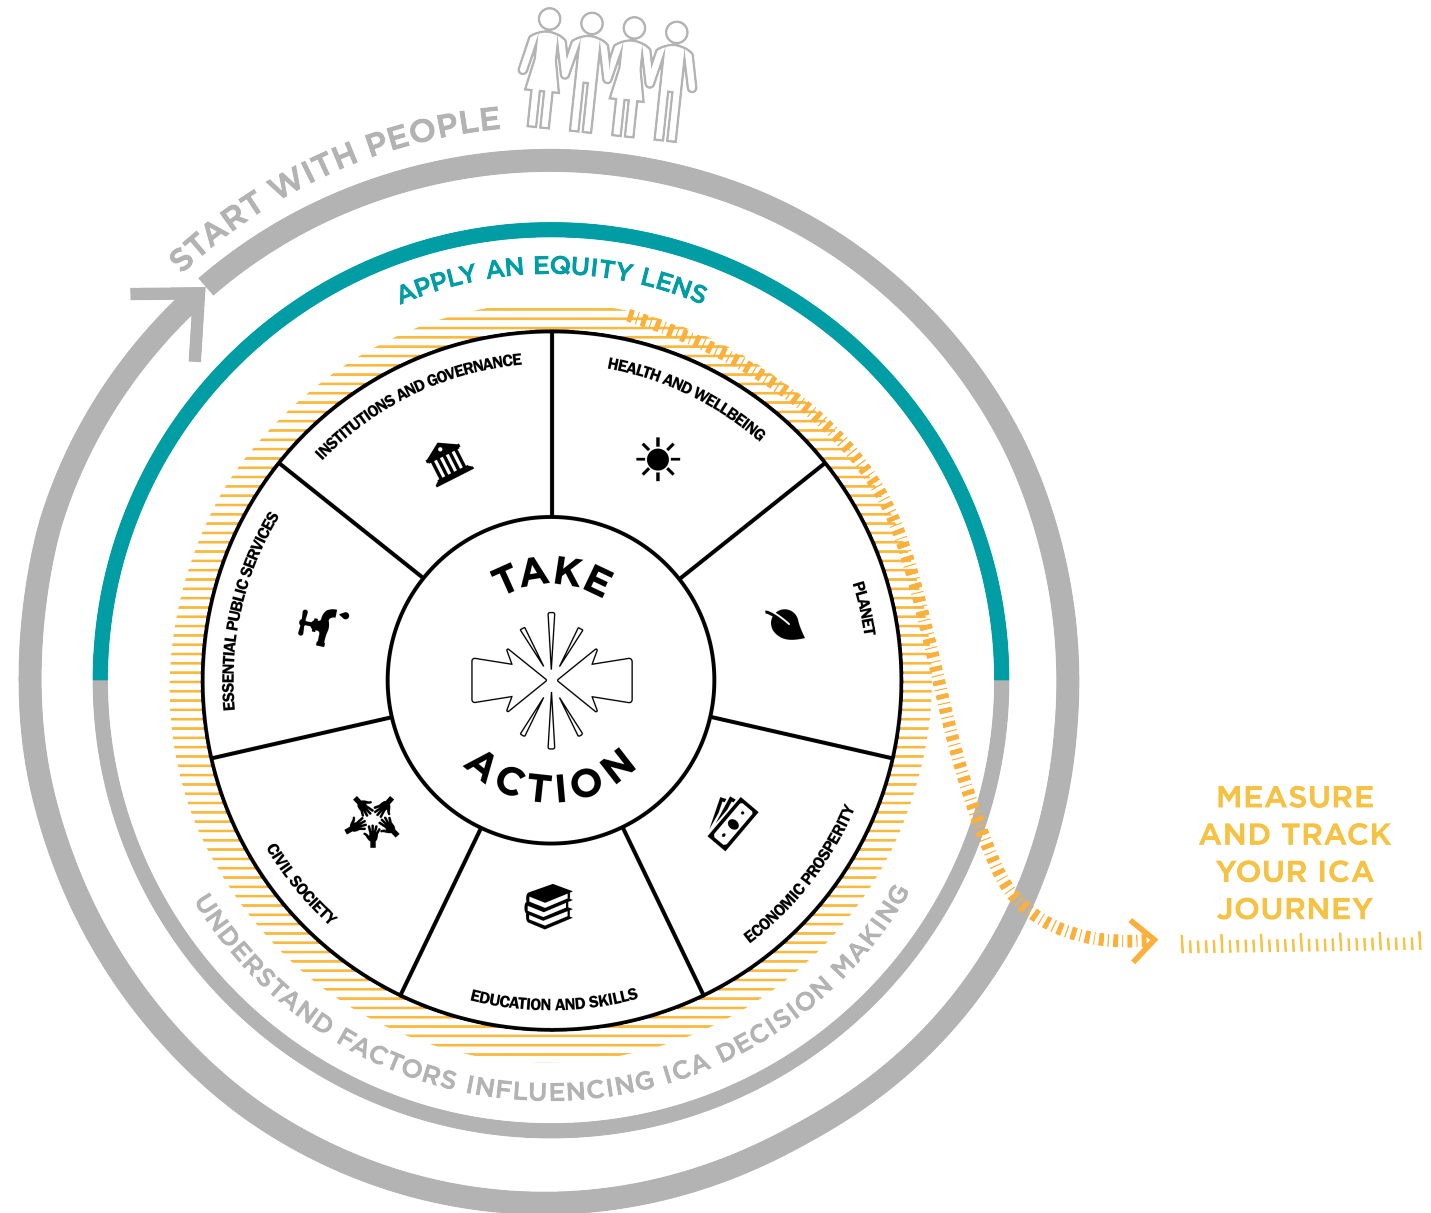 START WITH PEOPLE
APPLY AN EQUITY LENS
INSTITUTIONS AND GOVERNANCE
HEALTH AND WELLBEING
ESSENTIAL PUBLIC SERVICES
PLANET
TAKE
ACTION
CIVIL SOCIETY
ECONOMIC PROSPERITY
EDUCATION AND SKILLS
UNDERSTAND FACTORS INFLUENCING ICA DECISION MAKING
MEASURE
AND TRACK
YOUR ICA
JOURNEY